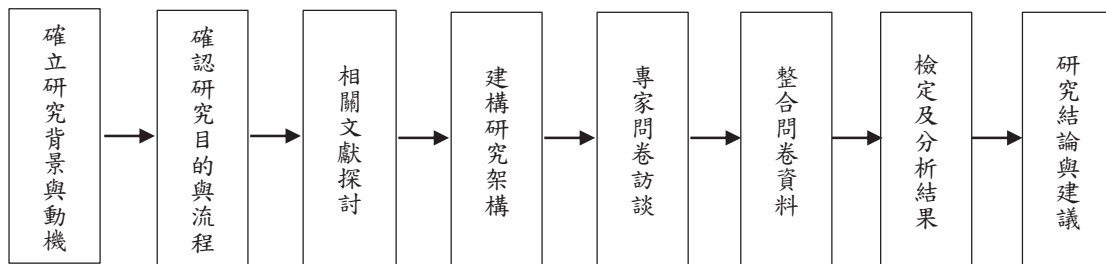 確立研究背景與動機
確認研究目的與流程
相關文獻探討
建構研究架構
專家問卷訪談
整合問卷資料
檢定及分析結果
研究結論與建議